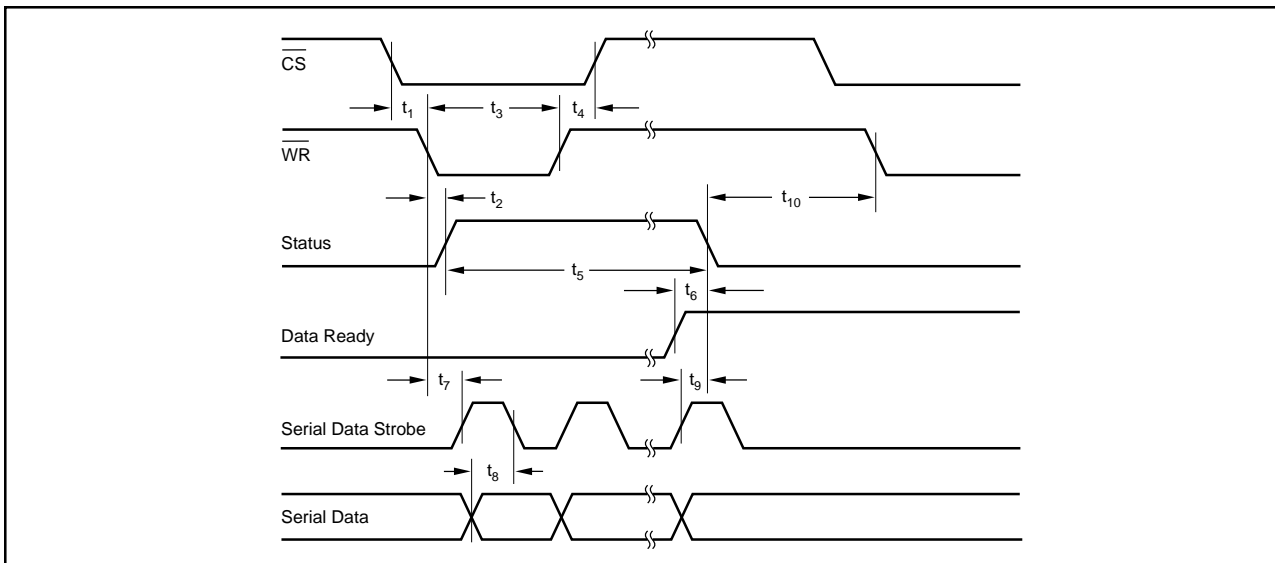 CS
t1 t3 t4
WR
t2
t10
Status
t5
t6
Data Ready
t7 t9
Serial Data Strobe
t8
Serial Data